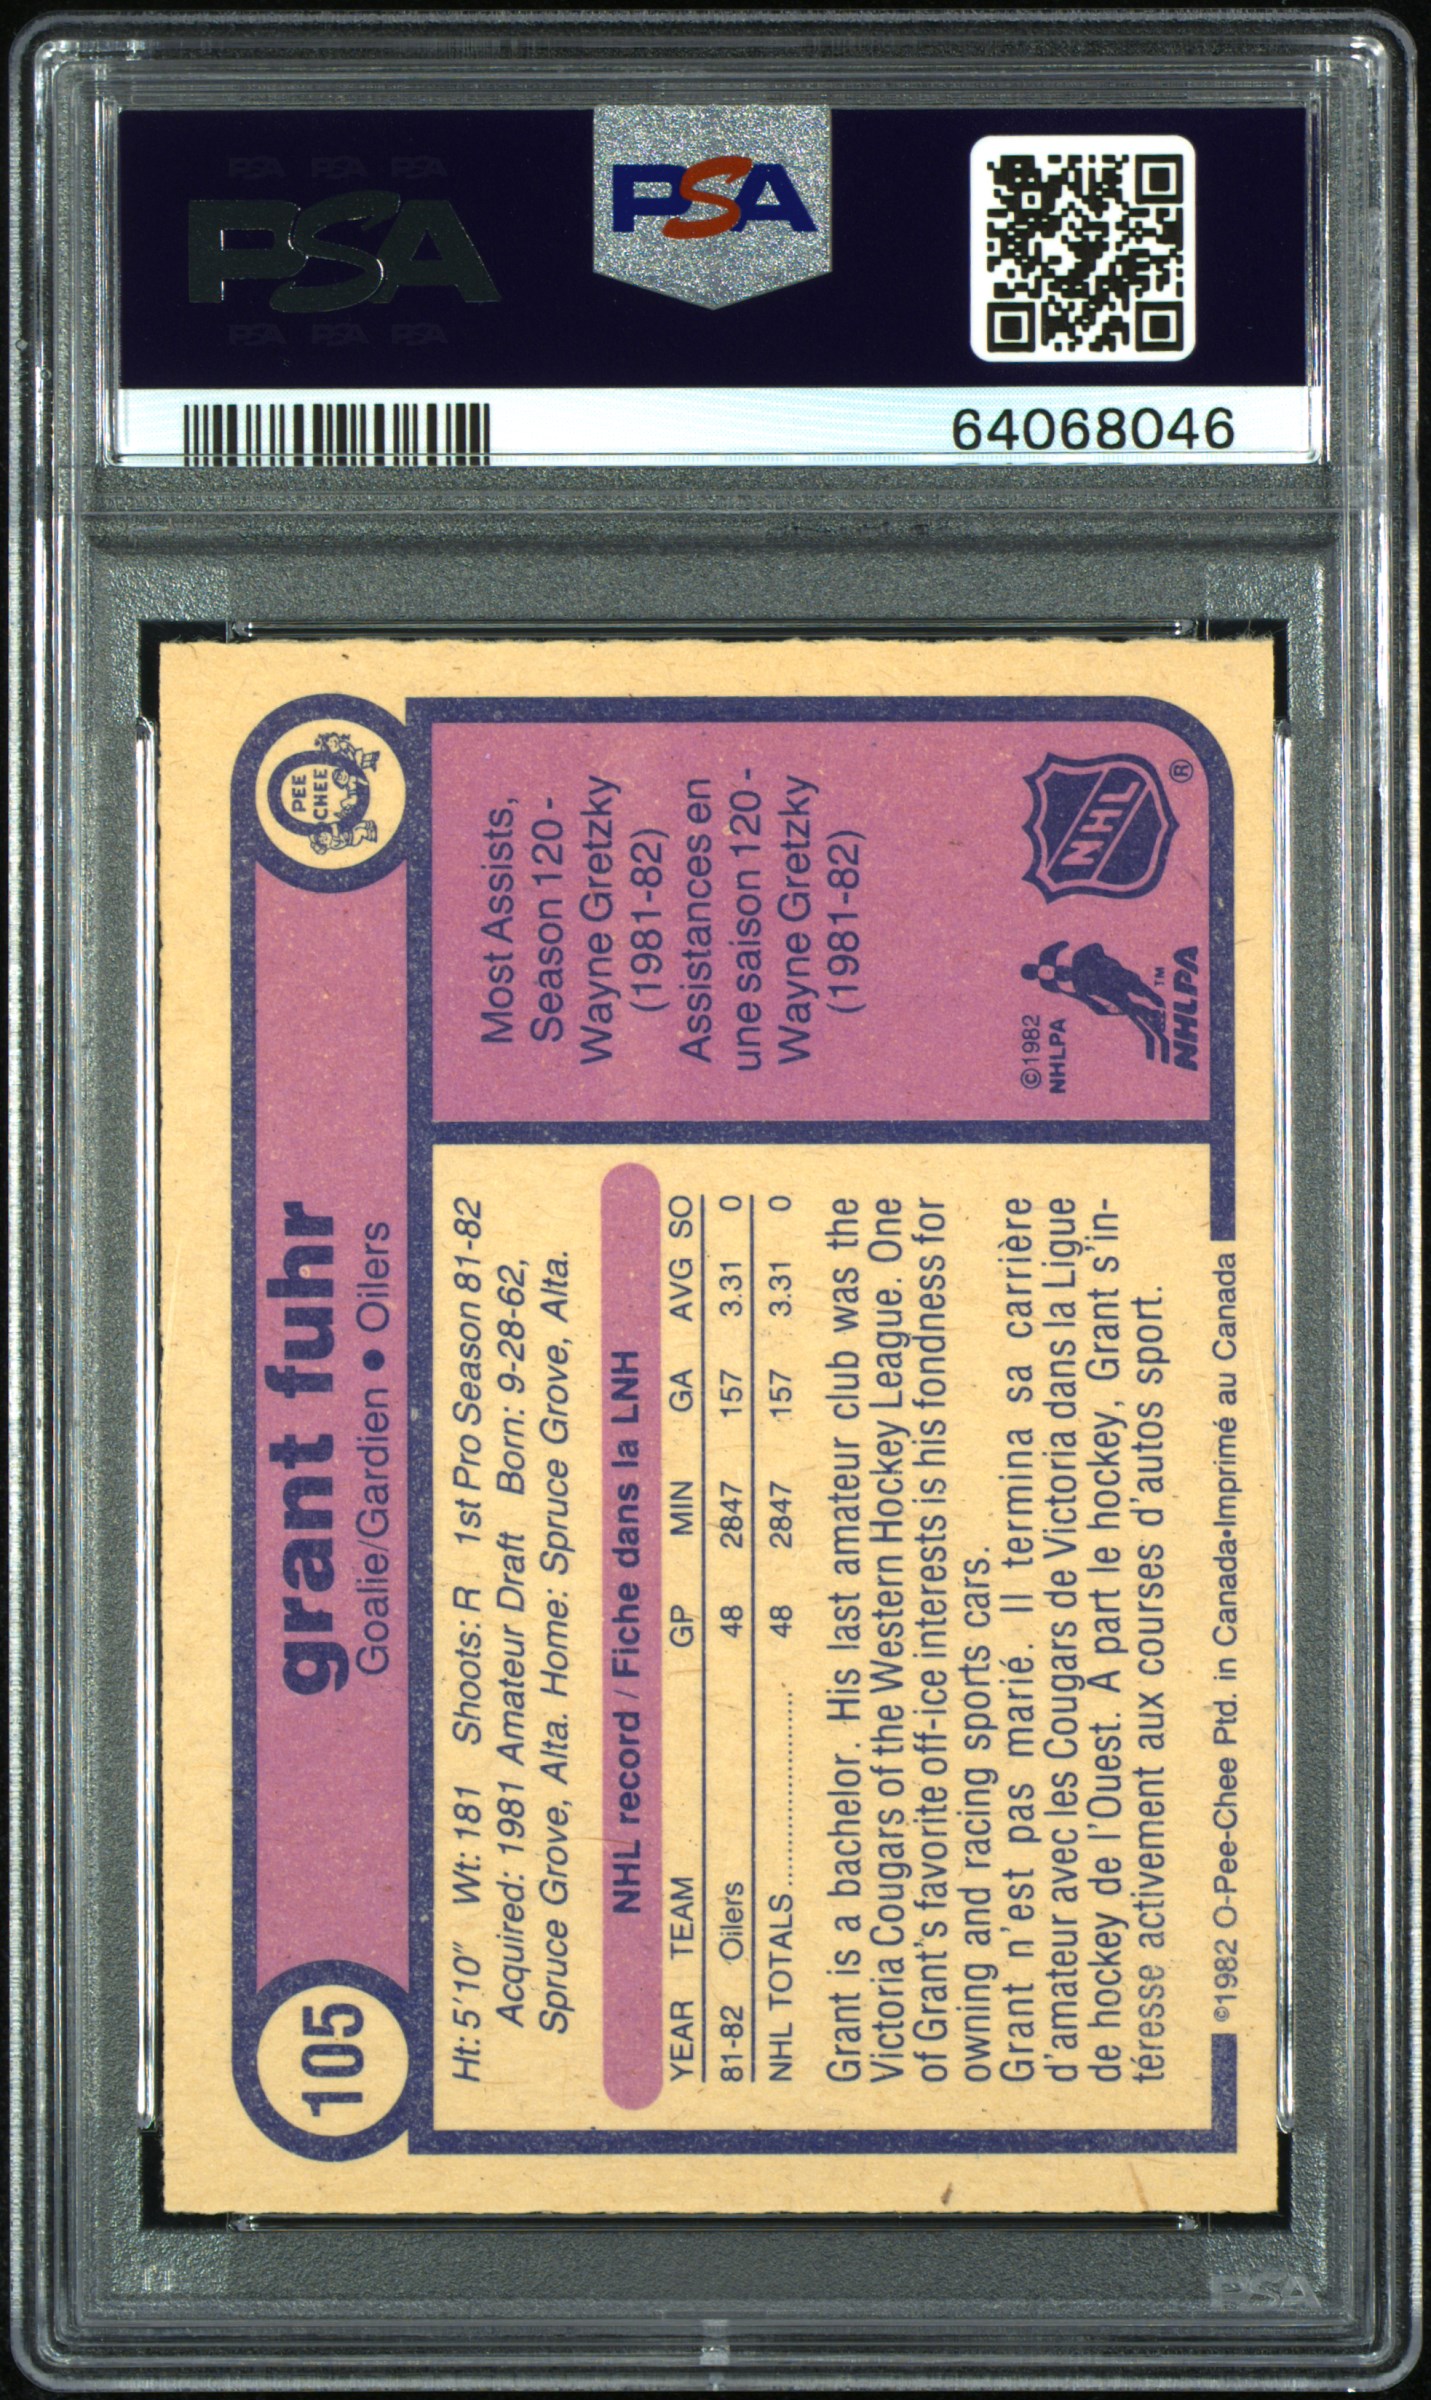 PSA PSA PSA
PSA
PSA PSA PSA
PSA
64068046
105
grant fuhr
Goalie/Gardien • Oilers
PEE
CHEE
Ht: 5'10" Wt: 181 Shoots: R 1st Pro Season 81-82
Acquired: 1981 Amateur Draft Born: 9-28-62,
Spruce Grove, Alta. Home: Spruce Grove, Alta.
NHL record / Fiche dans la LNH
YEAR TEAM GP MIN GA AVG SO
81-82 Oilers 48 2847 157 3.31 0
NHL TOTALS .................... 48 2847 157 3.31 0
Grant is a bachelor. His last amateur club was the
Victoria Cougars of the Western Hockey League. One
of Grant's favorite off-ice interests is his fondness for
owning and racing sports cars.
Grant n'est pas marié. Il termina sa carrière
d'amateur avec les Cougars de Victoria dans la Ligue
de hockey de l'Ouest. À part le hockey, Grant s'in-
téresse activement aux courses d'autos sport.
©1982 O-Pee-Chee Ptd. in Canada•Imprimé au Canada
Most Assists,
Season 120 -
Wayne Gretzky
(1981-82)
Assistances en
une saison 120 -
Wayne Gretzky
(1981-82)
©1982
NHLPA
TM
NHLPA
NHL
®
PSA